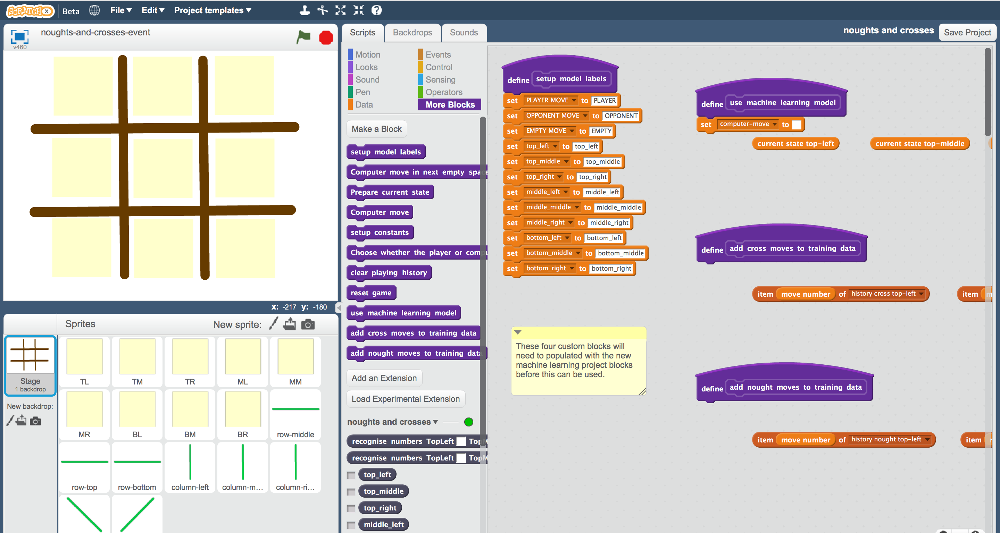 SCRATCHX Beta File Edit Project templates
noughts-and-crosses-event
v460
x: -217 y: -180
Sprites New sprite:
Stage
1 backdrop
New backdrop:
TL TM TR ML MM
MR BL BM BR row-middle
row-top row-bottom column-left column-m... column-ri...
Scripts Backdrops Sounds
noughts and crosses Save Project
Motion Events
Looks Control
Sound Sensing
Pen Operators
Data More Blocks
Make a Block
setup model labels
Computer move in next empty space
Prepare current state
Computer move
setup constants
Choose whether the player or compu
clear playing history
reset game
use machine learning model
add cross moves to training data
add nought moves to training data
Add an Extension
Load Experimental Extension
noughts and crosses
recognise numbers TopLeft TopM
recognise numbers TopLeft TopM
top_left
top_middle
top_right
middle_left
define setup model labels
set PLAYER MOVE to PLAYER
set OPPONENT MOVE to OPPONENT
set EMPTY MOVE to EMPTY
set top_left to top_left
set top_middle to top_middle
set top_right to top_right
set middle_left to middle_left
set middle_middle to middle_middle
set middle_right to middle_right
set bottom_left to bottom_left
set bottom_middle to bottom_middle
set bottom_right to bottom_right
These four custom blocks will
need to populated with the new
machine learning project blocks
before this can be used.
define use machine learning model
set computer-move to
current state top-left current state top-middle
define add cross moves to training data
item move number of history cross top-left item
define add nought moves to training data
item move number of history nought top-left item